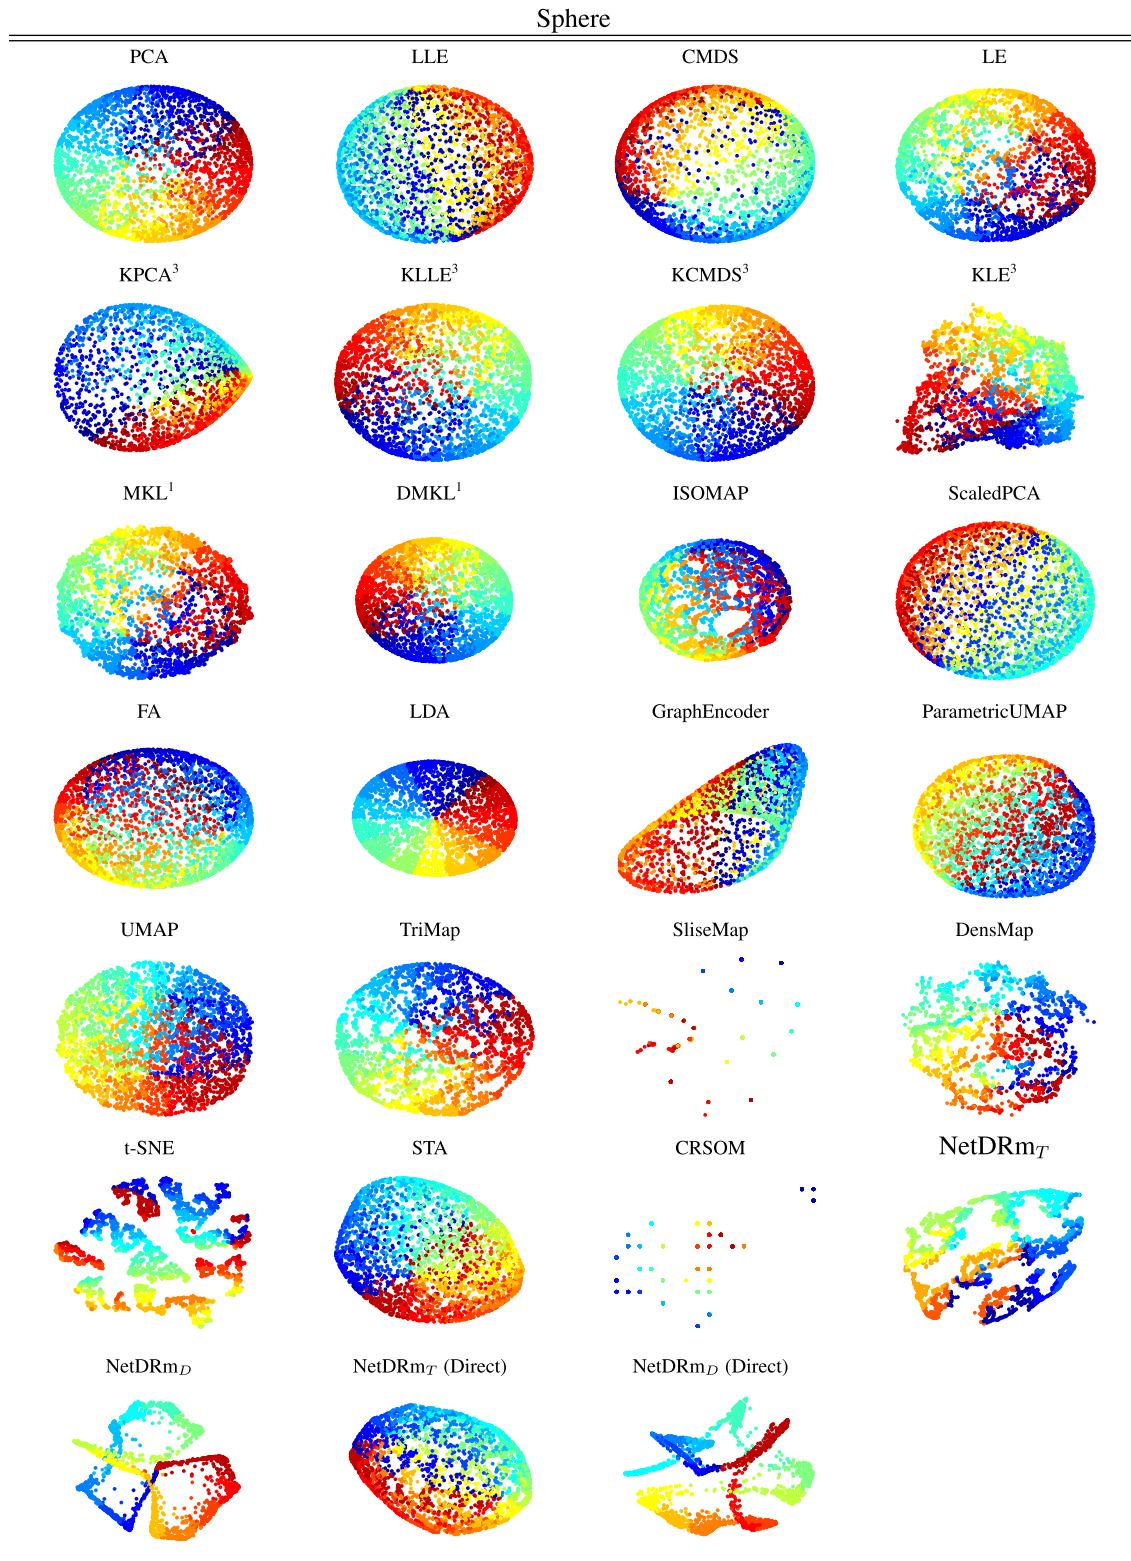 Sphere
PCA LLE CMDS LE
KPCA³ KLLE³ KCMDS³ KLE³
MKL¹ DMKL¹ ISOMAP ScaledPCA
FA LDA GraphEncoder ParametricUMAP
UMAP TriMap SliseMap DensMap
t-SNE STA CRSOM NetDRm_T
NetDRm_D NetDRm_T (Direct) NetDRm_D (Direct)